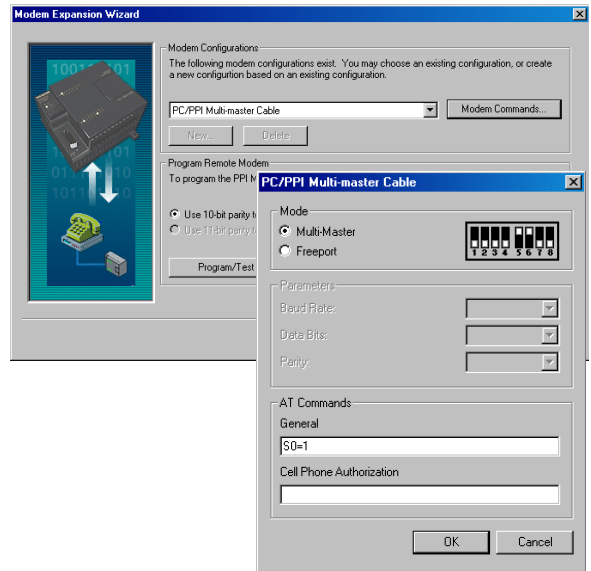 Modem Expansion Wizard
Modem Configurations
The following modem configurations exist. You may choose an existing configuration, or create
a new configurtion based on an existing configuration.
PC/PPI Multi-master Cable
Modem Commands...
New...
Delete
Program Remote Modem
To program the PPI M
Use 10-bit parity t
Use 11-bit parity t
Program/Test
PC/PPI Multi-master Cable
Mode
Multi-Master
Freeport
1 2 3 4 5 6 7 8
Parameters
Baud Rate:
Data Bits:
Parity:
AT Commands
General
S0=1
Cell Phone Authorization
OK
Cancel